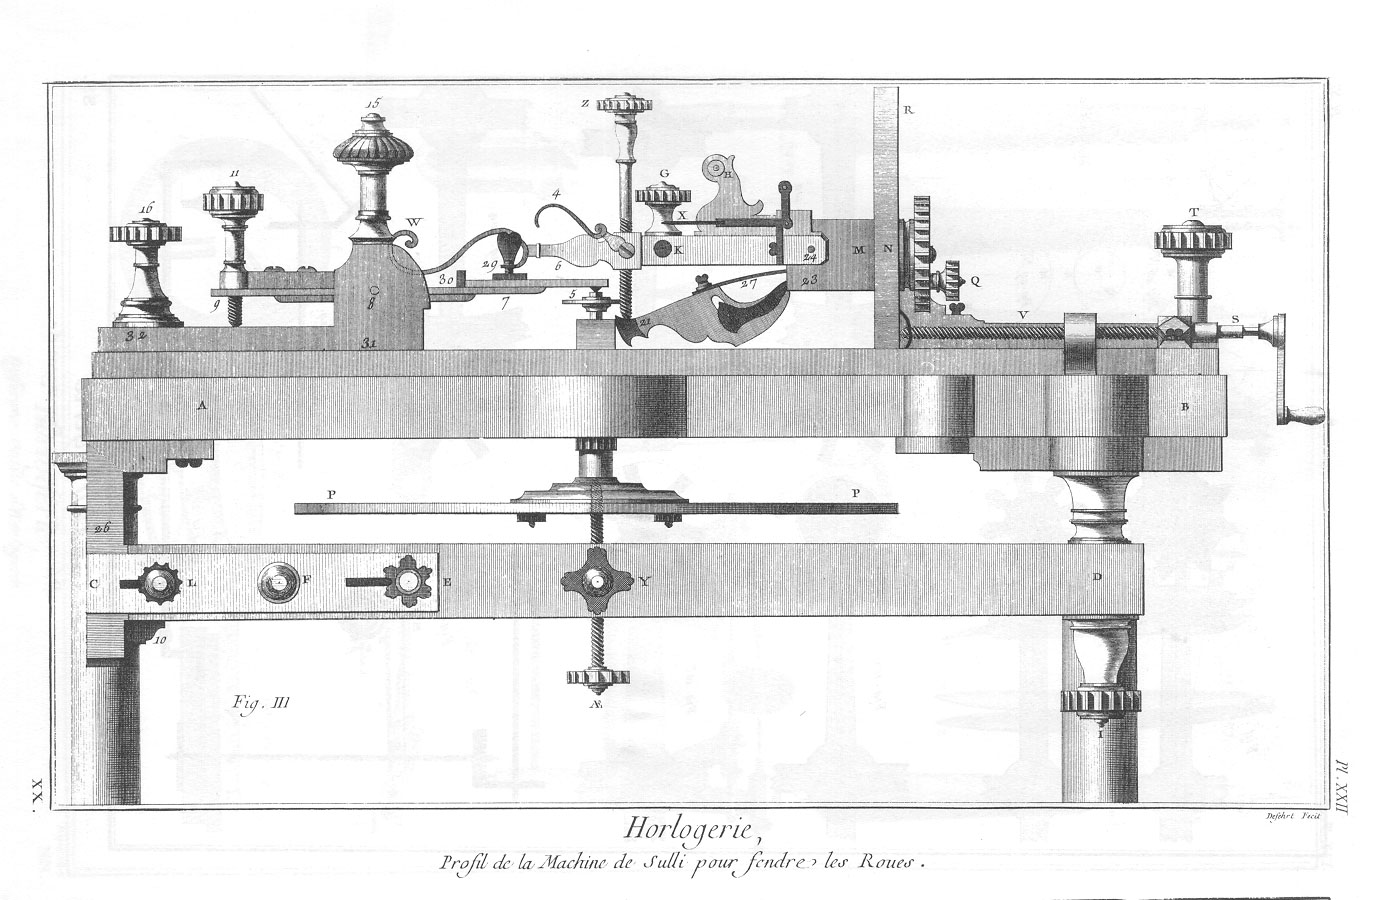 15
Z
R
11
G
H
16
4
W
X
T
K
M
N
29
6
24
30
27
23
Q
9
8
7
5
V
S
21
32
31
A
B
P
P
26
C
L
F
E
Y
D
10
Fig. III
Æ
I
XX.
Pl. XXII
Defehrt Fecit
Horlogerie,
Profil de la Machine de Sulli pour fendre les Roues.